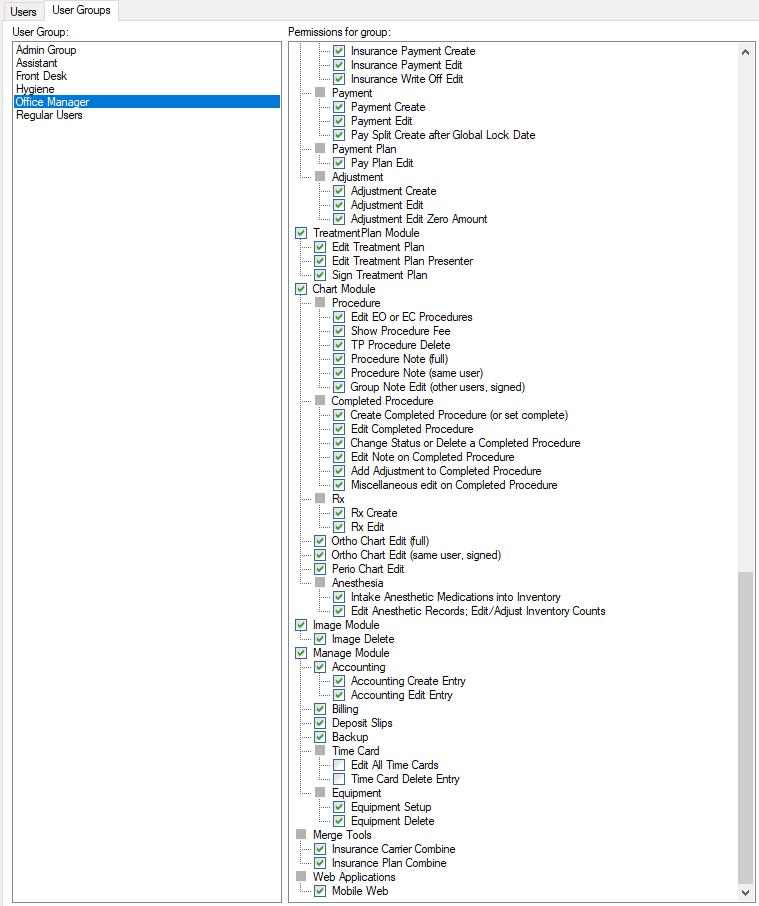 Users
User Groups
User Group:
Admin Group
Assistant
Front Desk
Hygiene
Office Manager
Regular Users
Permissions for group:
Insurance Payment Create
Insurance Payment Edit
Insurance Write Off Edit
Payment
Payment Create
Payment Edit
Pay Split Create after Global Lock Date
Payment Plan
Pay Plan Edit
Adjustment
Adjustment Create
Adjustment Edit
Adjustment Edit Zero Amount
TreatmentPlan Module
Edit Treatment Plan
Edit Treatment Plan Presenter
Sign Treatment Plan
Chart Module
Procedure
Edit EO or EC Procedures
Show Procedure Fee
TP Procedure Delete
Procedure Note (full)
Procedure Note (same user)
Group Note Edit (other users, signed)
Completed Procedure
Create Completed Procedure (or set complete)
Edit Completed Procedure
Change Status or Delete a Completed Procedure
Edit Note on Completed Procedure
Add Adjustment to Completed Procedure
Miscellaneous edit on Completed Procedure
Rx
Rx Create
Rx Edit
Ortho Chart Edit (full)
Ortho Chart Edit (same user, signed)
Perio Chart Edit
Anesthesia
Intake Anesthetic Medications into Inventory
Edit Anesthetic Records; Edit/Adjust Inventory Counts
Image Module
Image Delete
Manage Module
Accounting
Accounting Create Entry
Accounting Edit Entry
Billing
Deposit Slips
Backup
Time Card
Edit All Time Cards
Time Card Delete Entry
Equipment
Equipment Setup
Equipment Delete
Merge Tools
Insurance Carrier Combine
Insurance Plan Combine
Web Applications
Mobile Web